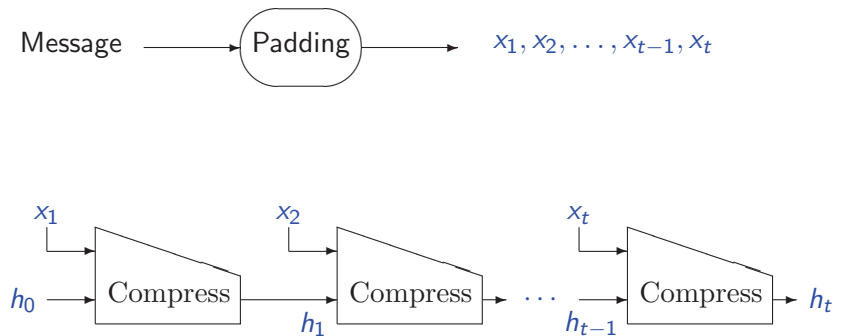 Message Padding x₁, x₂, . . . , xₜ₋₁, xₜ
x₁ x₂ xₜ
h₀ Compress h₁ Compress · · · hₜ₋₁ Compress hₜ